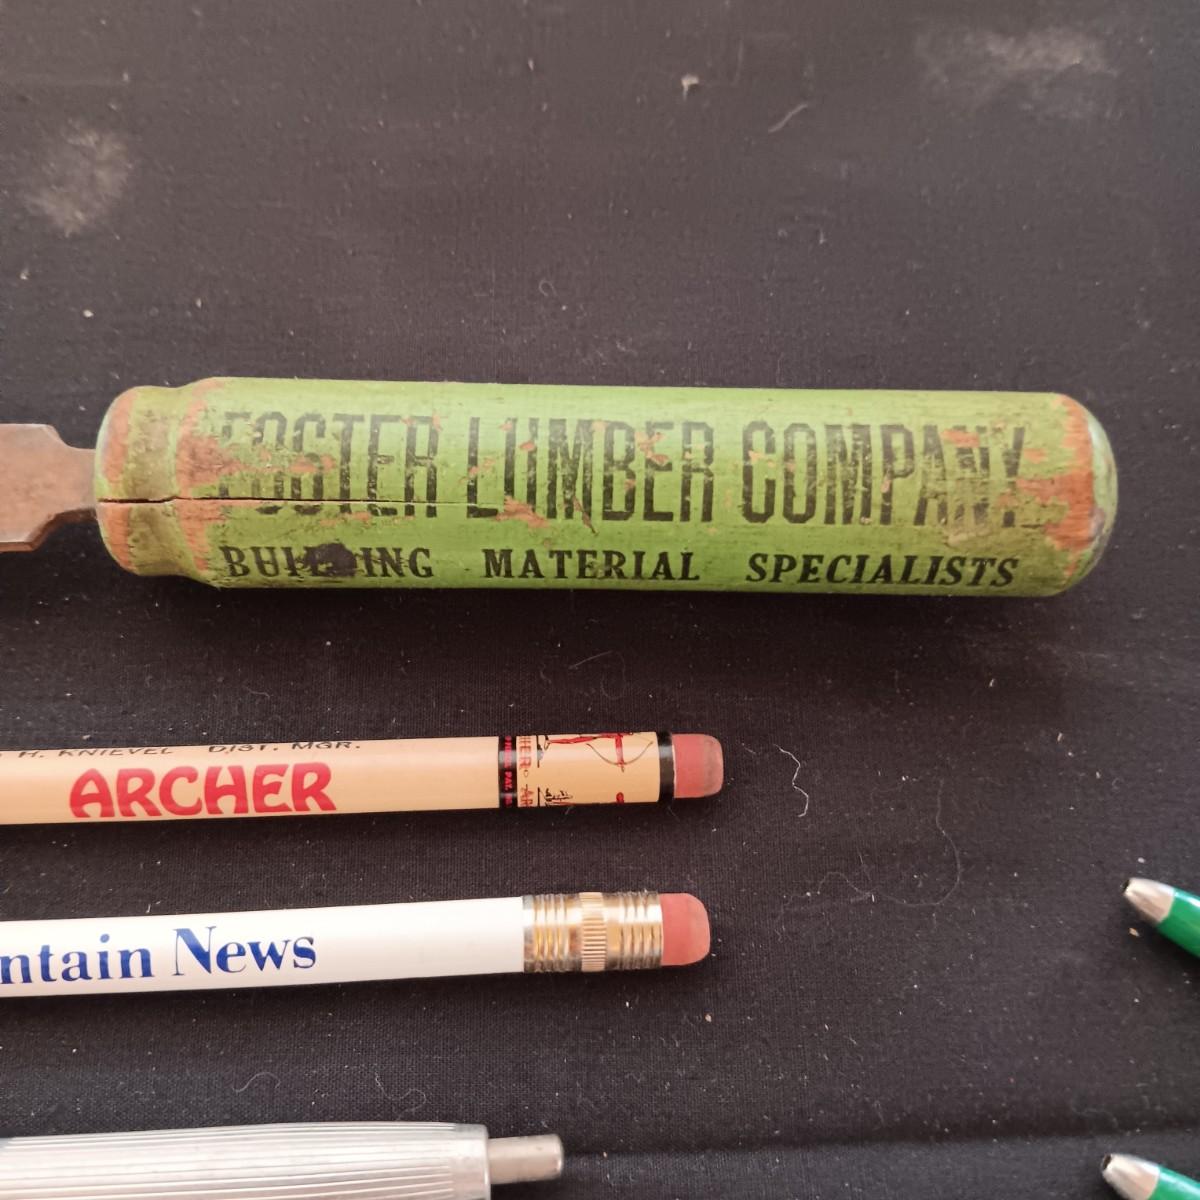 FOSTER LUMBER COMPANY
BUILDING MATERIAL SPECIALISTS
H. KNIEVEL DIST. MGR.
ARCHER
ntain News